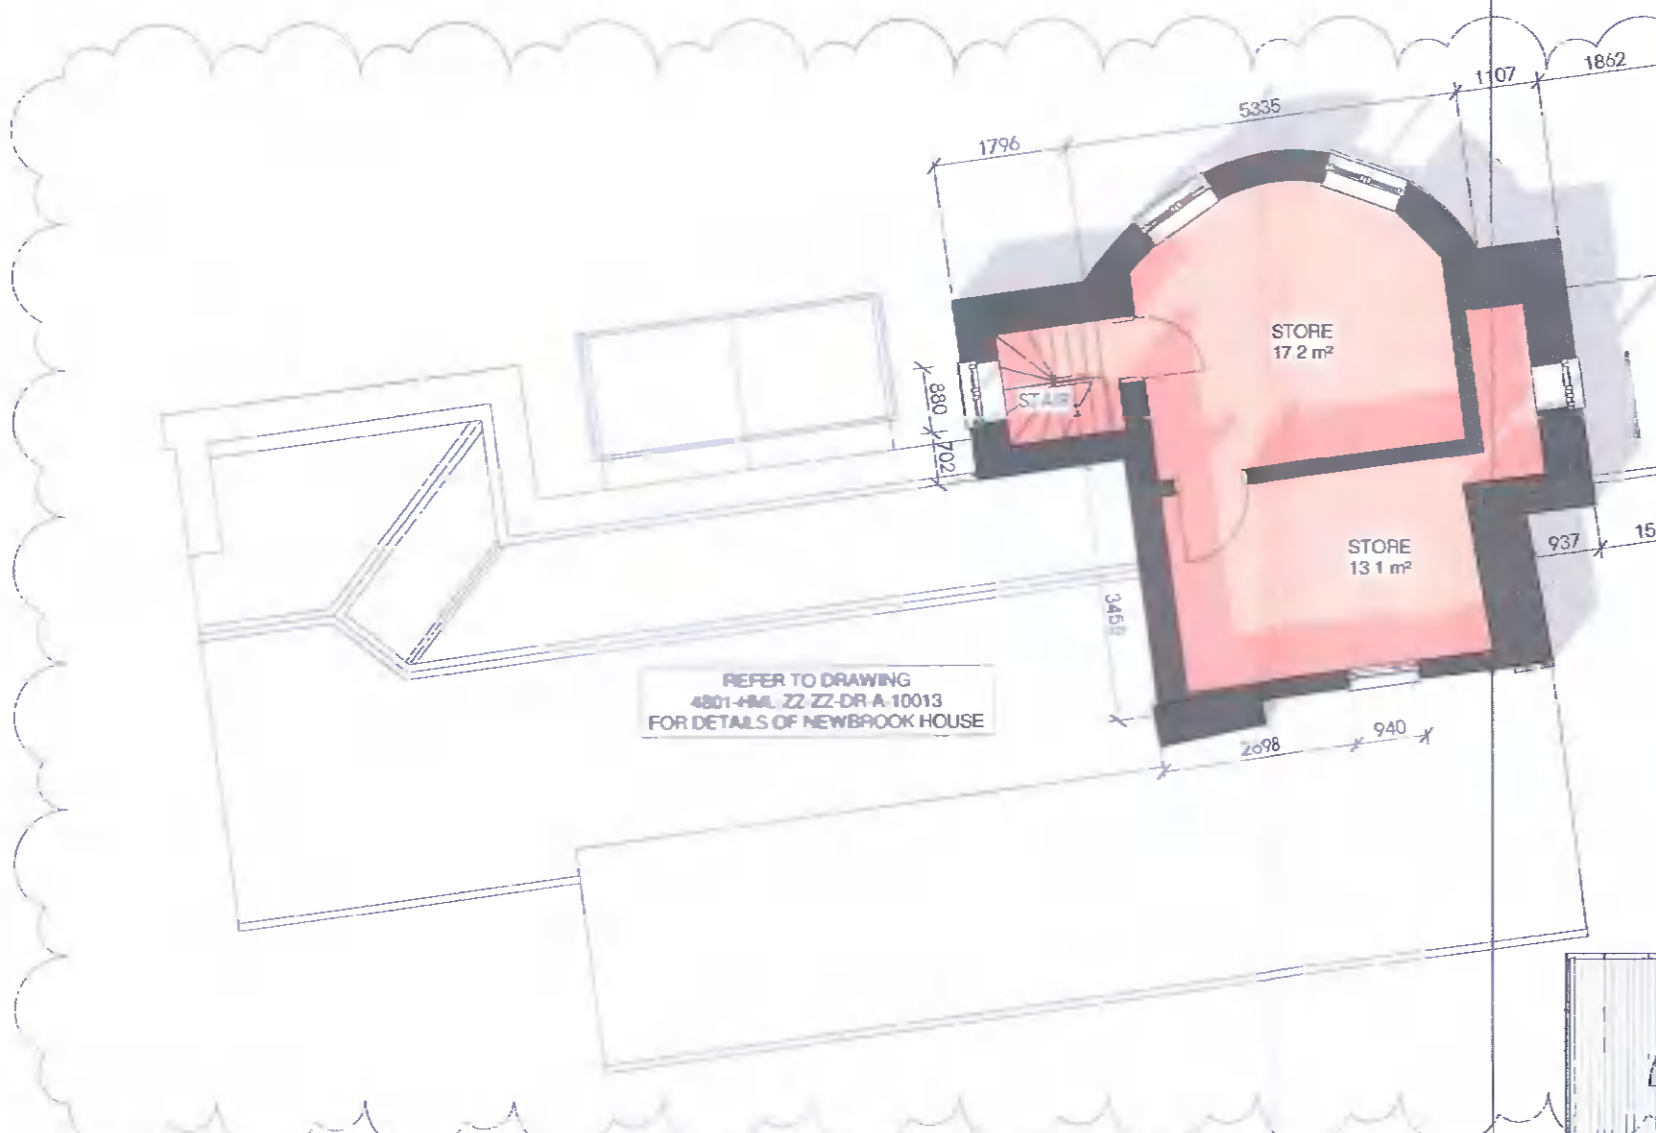 1107
1862
5335
1796
STORE
17.2 m²
880
STAIR
702
STORE
13.1 m²
937
REFER TO DRAWING
4801-HML-ZZ-ZZ-DR-A-10013
FOR DETAILS OF NEWBROOK HOUSE
2698
940